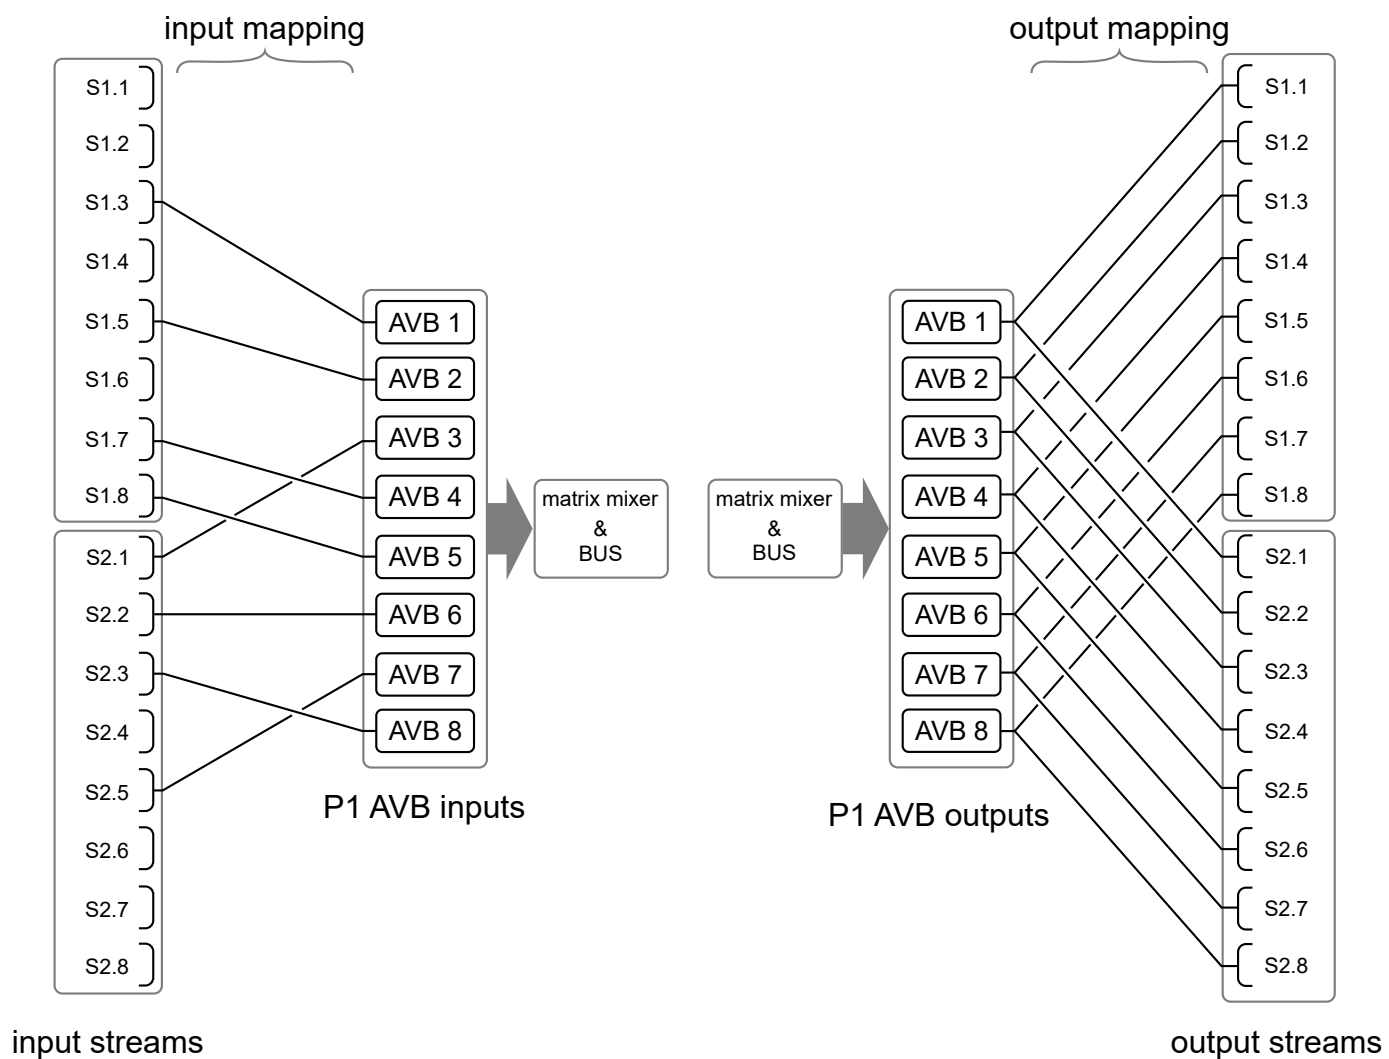 input mapping
output mapping
S1.1
S1.2
S1.3
S1.4
S1.5
S1.6
S1.7
S1.8
S2.1
S2.2
S2.3
S2.4
S2.5
S2.6
S2.7
S2.8
input streams
AVB 1
AVB 2
AVB 3
AVB 4
AVB 5
AVB 6
AVB 7
AVB 8
P1 AVB inputs
matrix mixer
&
BUS
matrix mixer
&
BUS
AVB 1
AVB 2
AVB 3
AVB 4
AVB 5
AVB 6
AVB 7
AVB 8
P1 AVB outputs
S1.1
S1.2
S1.3
S1.4
S1.5
S1.6
S1.7
S1.8
S2.1
S2.2
S2.3
S2.4
S2.5
S2.6
S2.7
S2.8
output streams